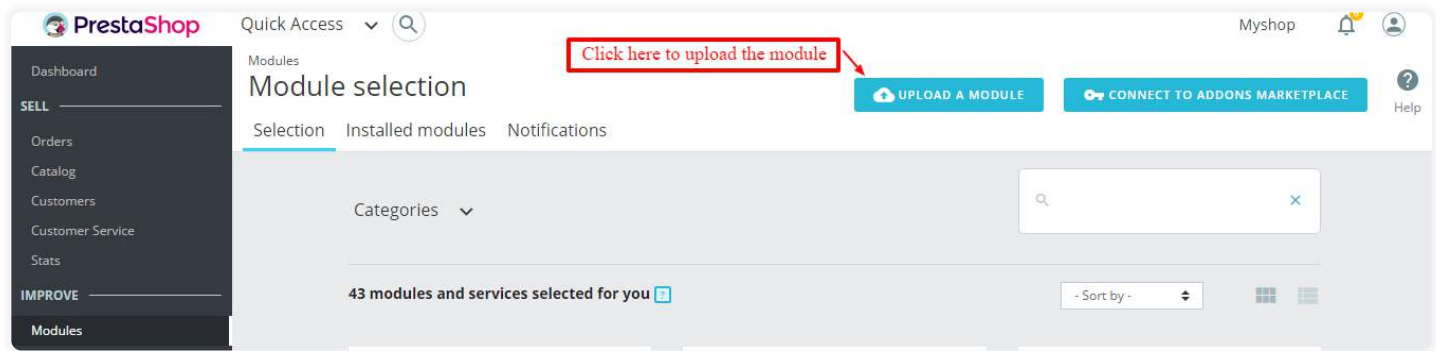 PrestaShop
Quick Access
Myshop
Click here to upload the module
Dashboard
SELL
Orders
Catalog
Customers
Customer Service
Stats
IMPROVE
Modules
Modules
Module selection
UPLOAD A MODULE
CONNECT TO ADDONS MARKETPLACE
?
Help
Selection Installed modules Notifications
Categories
43 modules and services selected for you ?
- Sort by -